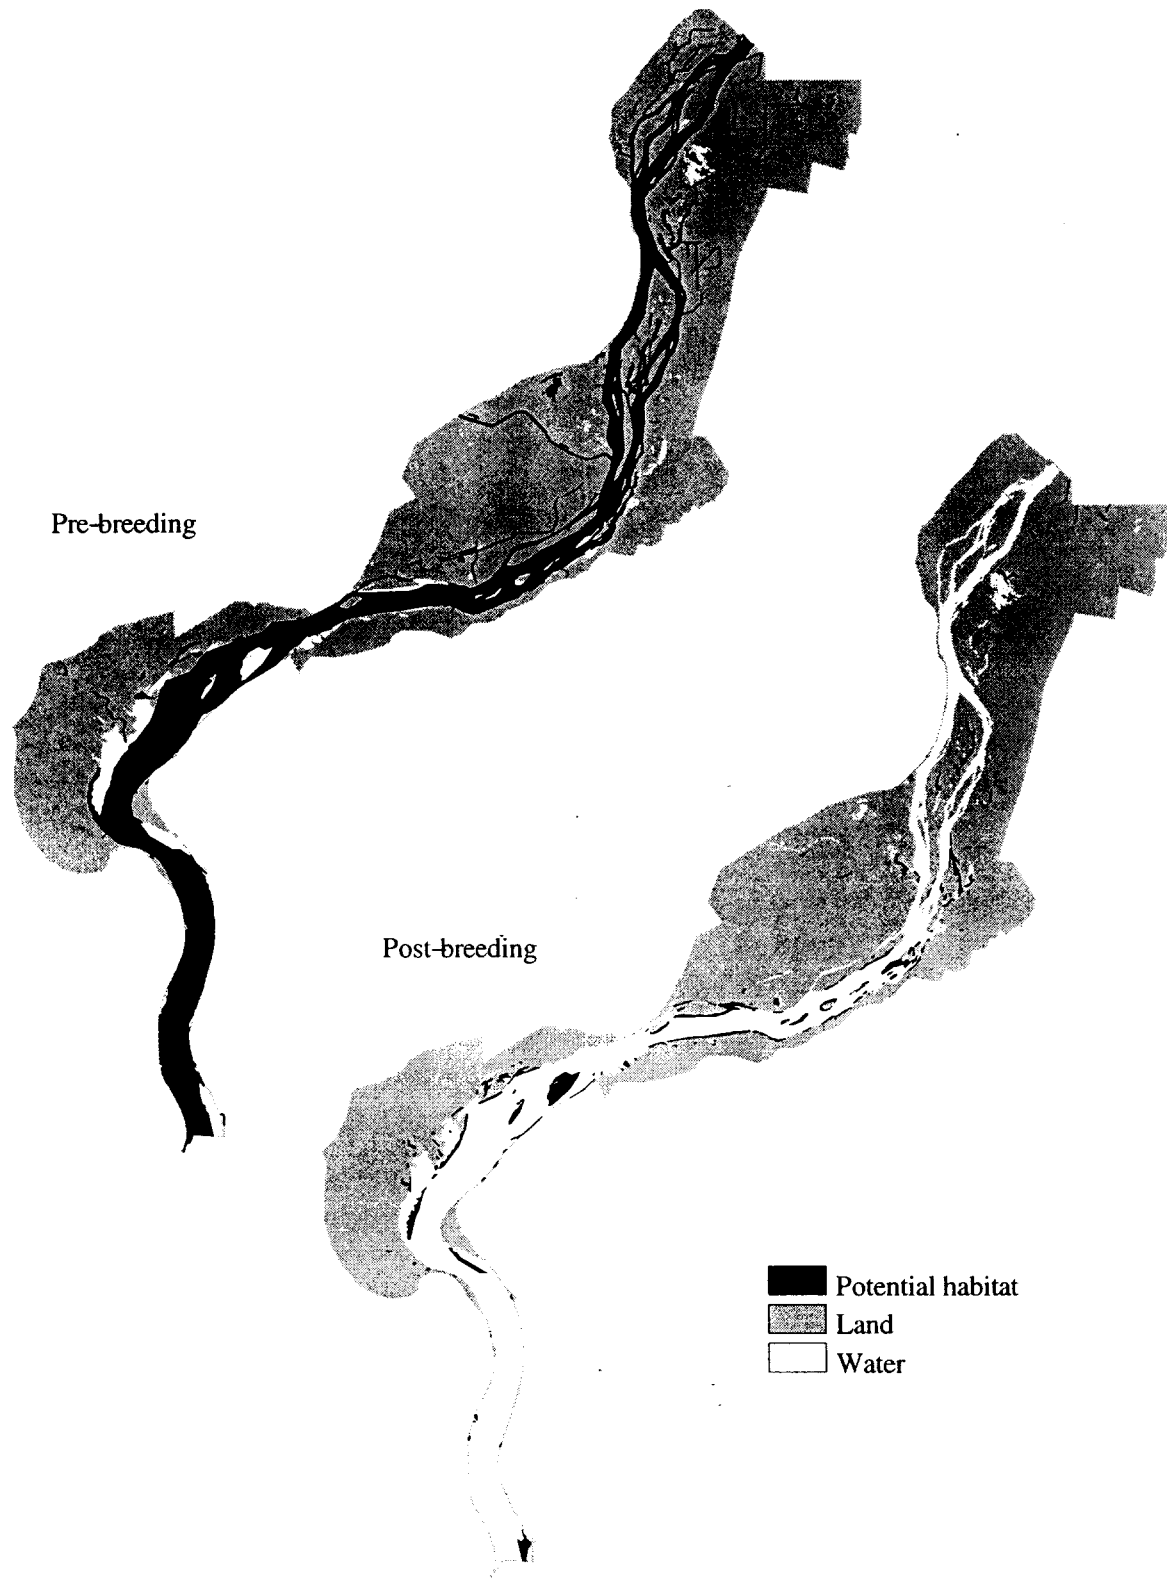 Pre-breeding
Post-breeding
Potential habitat
Land
Water